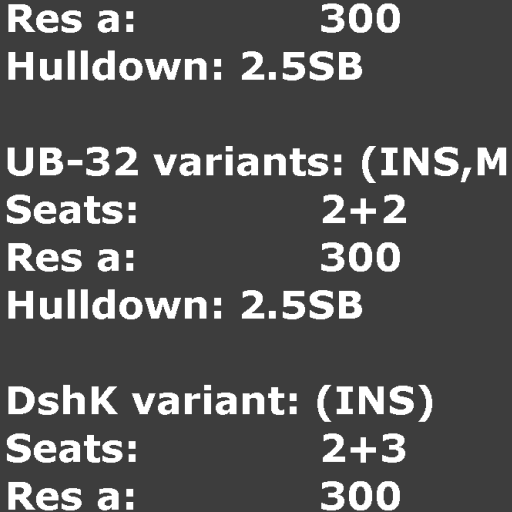 Res a: 300
Hulldown: 2.5SB
UB-32 variants: (INS,M
Seats: 2+2
Res a: 300
Hulldown: 2.5SB
DshK variant: (INS)
Seats: 2+3
Res a: 300